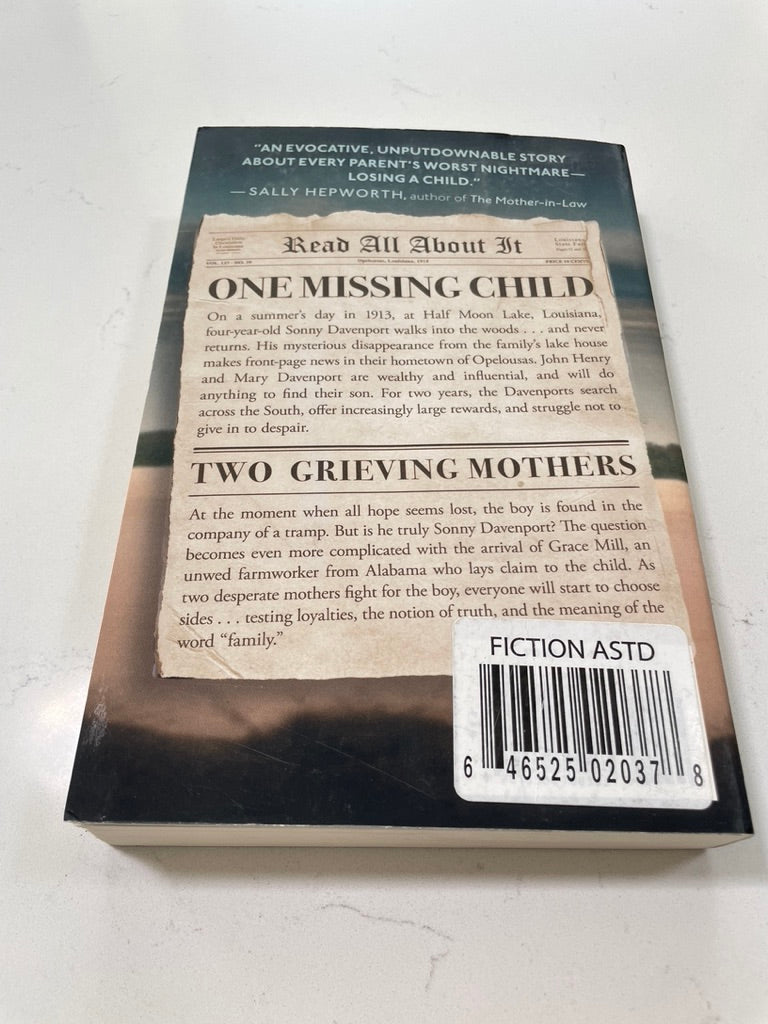 "AN EVOCATIVE, UNPUTDOWNABLE STORY
ABOUT EVERY PARENT'S WORST NIGHTMARE—
LOSING A CHILD."
— SALLY HEPWORTH, author of The Mother-in-Law
Read All About It
Opelousas, Louisiana, 1913
ONE MISSING CHILD
On a summer's day in 1913, at Half Moon Lake, Louisiana,
four-year-old Sonny Davenport walks into the woods . . . and never
returns. His mysterious disappearance from the family's lake house
makes front-page news in their hometown of Opelousas. John Henry
and Mary Davenport are wealthy and influential, and will do
anything to find their son. For two years, the Davenports search
across the South, offer increasingly large rewards, and struggle not to
give in to despair.
TWO GRIEVING MOTHERS
At the moment when all hope seems lost, the boy is found in the
company of a tramp. But is he truly Sonny Davenport? The question
becomes even more complicated with the arrival of Grace Mill, an
unwed farmworker from Alabama who lays claim to the child. As
two desperate mothers fight for the boy, everyone will start to choose
sides . . . testing loyalties, the notion of truth, and the meaning of the
word "family."
FICTION ASTD
6 46525 02037 8